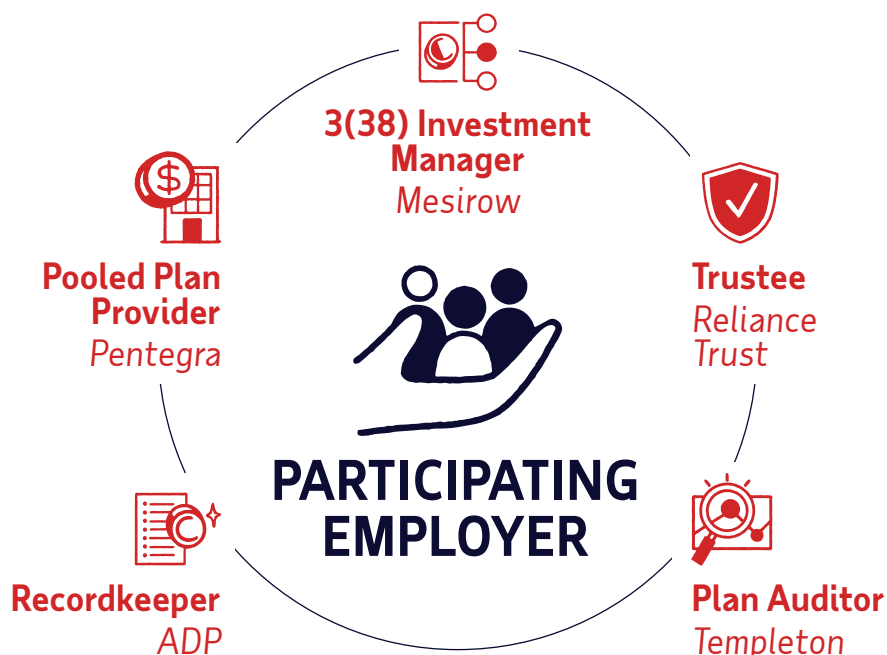 3(38) Investment
Manager
Mesirow
Pooled Plan
Provider
Pentegra
Trustee
Reliance
Trust
PARTICIPATING
EMPLOYER
Recordkeeper
ADP
Plan Auditor
Templeton